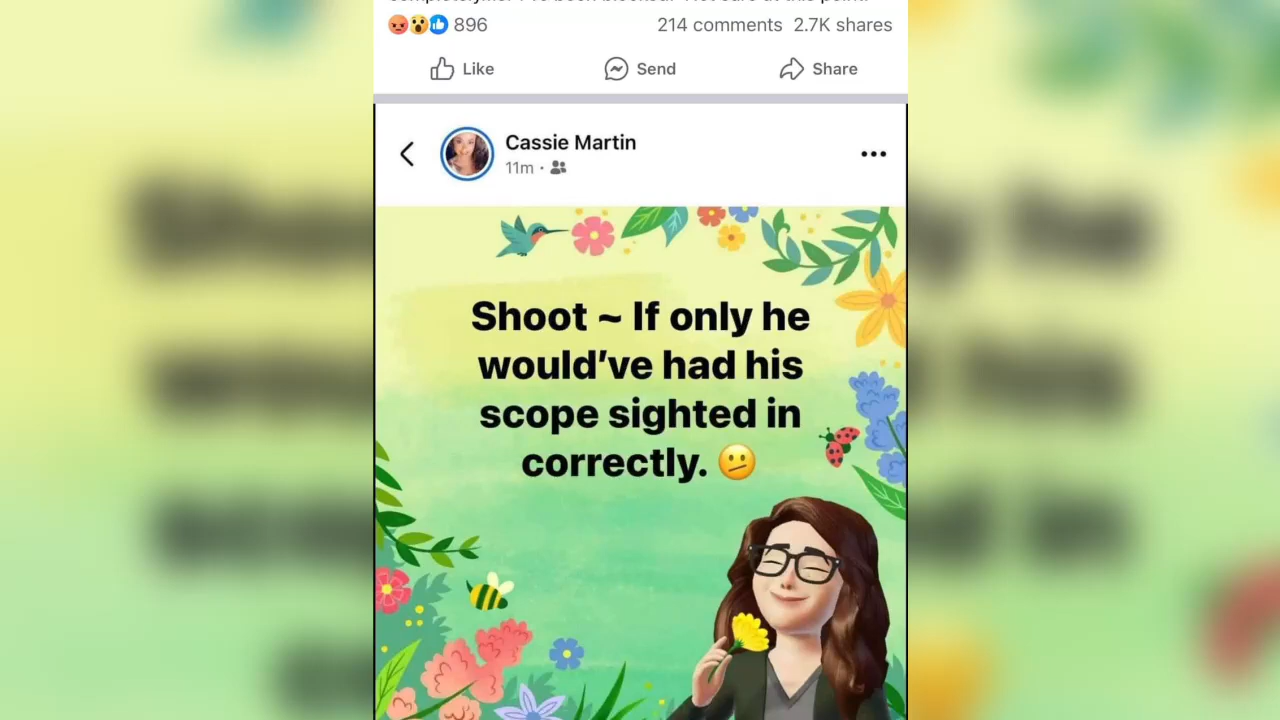 896
214 comments 2.7K shares
Like Send Share
Cassie Martin
11m ·
Shoot ~ If only he
would've had his
scope sighted in
correctly. 🫤